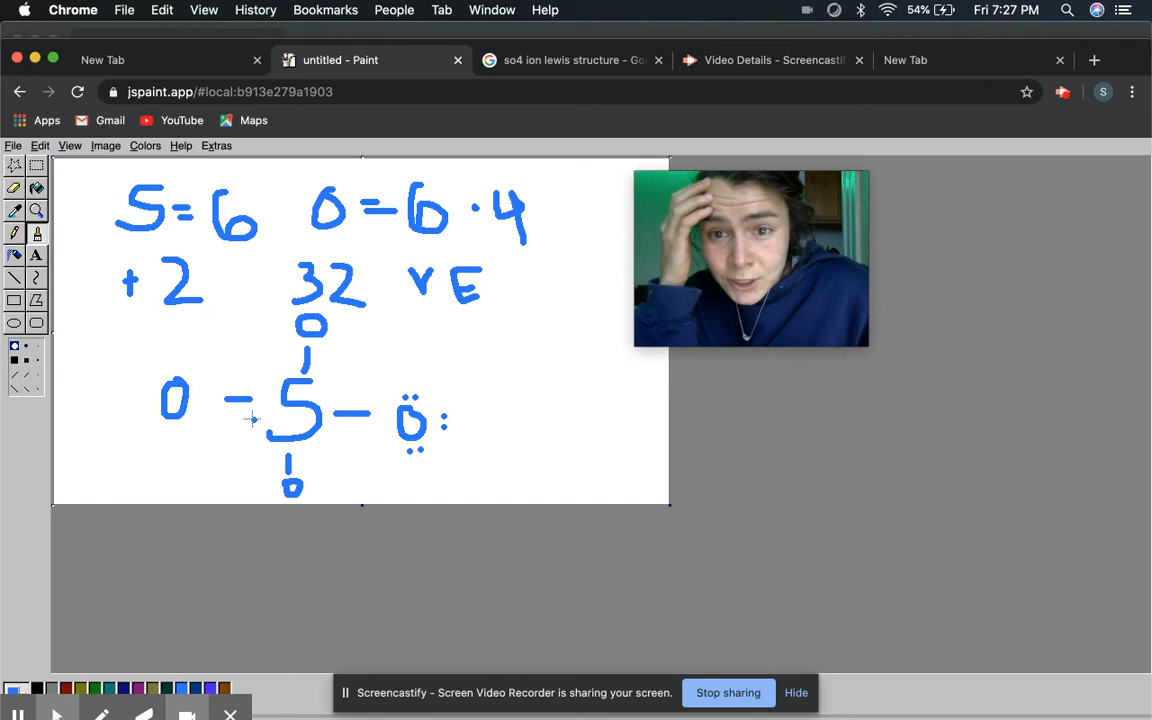 Chrome File Edit View History Bookmarks People Tab Window Help 54% Fri 7:27 PM
New Tab untitled - Paint so4 ion lewis structure - Go Video Details - Screencastif New Tab
jspaint.app/#local:b913e279a1903 S
Apps Gmail YouTube Maps
File Edit View Image Colors Help Extras
S = 6 O = 6 · 4
+ 2 32 VE
O
O - S - O
O
Screencastify - Screen Video Recorder is sharing your screen. Stop sharing Hide